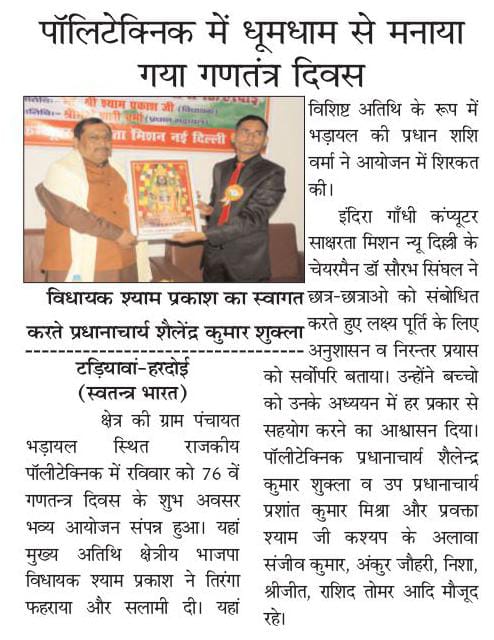 पॉलिटेक्निक में धूमधाम से मनाया
गया गणतंत्र दिवस
श्री श्याम प्रकाश जी (विधायक)
मिशन नई दिल्ली
विधायक श्याम प्रकाश का स्वागत
करते प्रधानाचार्य शैलेंद्र कुमार शुक्ला
टड़ियावां-हरदोई
(स्वतन्त्र भारत)
क्षेत्र की ग्राम पंचायत
भड़ायल स्थित राजकीय
पॉलीटेक्निक में रविवार को 76 वें
गणतन्त्र दिवस के शुभ अवसर
भव्य आयोजन संपन्न हुआ। यहां
मुख्य अतिथि क्षेत्रीय भाजपा
विधायक श्याम प्रकाश ने तिरंगा
फहराया और सलामी दी। यहां
विशिष्ट अतिथि के रूप में
भड़ायल की प्रधान शशि
वर्मा ने आयोजन में शिरकत
की।
इंदिरा गाँधी कंप्यूटर
साक्षरता मिशन न्यू दिल्ली के
चेयरमैन डॉ सौरभ सिंघल ने
छात्र-छात्राओ को संबोधित
करते हुए लक्ष्य पूर्ति के लिए
अनुशासन व निरन्तर प्रयास
को सर्वोपरि बताया। उन्होंने बच्चो
को उनके अध्ययन में हर प्रकार से
सहयोग करने का आश्वासन दिया।
पॉलीटेक्निक प्रधानाचार्य शैलेन्द्र
कुमार शुक्ला व उप प्रधानाचार्य
प्रशांत कुमार मिश्रा और प्रवक्ता
श्याम जी कश्यप के अलावा
संजीव कुमार, अंकुर जौहरी, निशा,
श्रीजीत, राशिद तोमर आदि मौजूद
रहे।